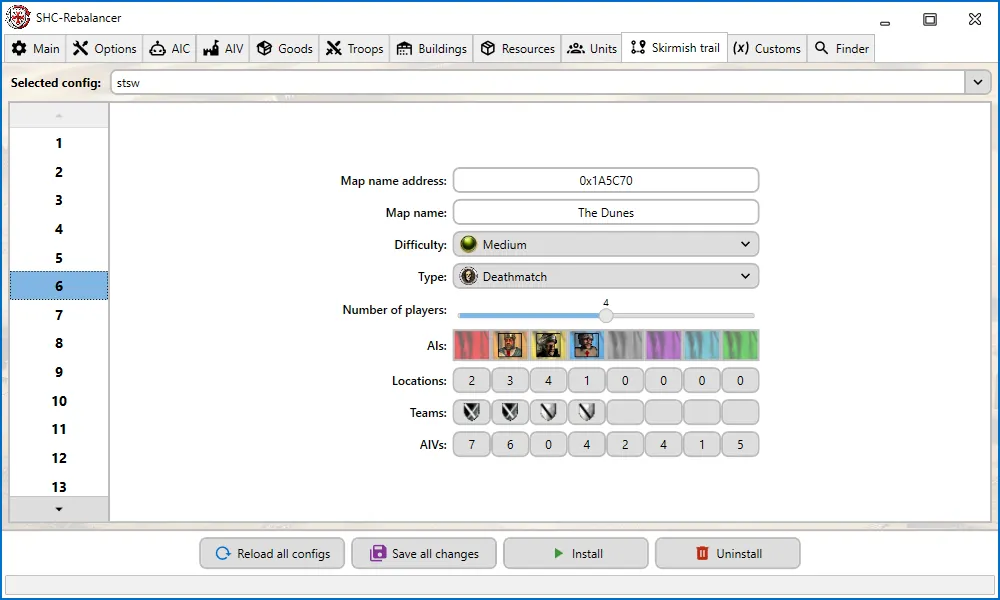 SHC-Rebalancer
Main Options AIC AIV Goods Troops Buildings Resources Units Skirmish trail (x) Customs Finder
Selected config: stsw
1
2
3
4
5
6
7
8
9
10
11
12
13
Map name address: 0x1A5C70
Map name: The Dunes
Difficulty: Medium
Type: Deathmatch
4
Number of players:
AIs:
Locations: 2 3 4 1 0 0 0 0
Teams:
AIVs: 7 6 0 4 2 4 1 5
Reload all configs Save all changes Install Uninstall